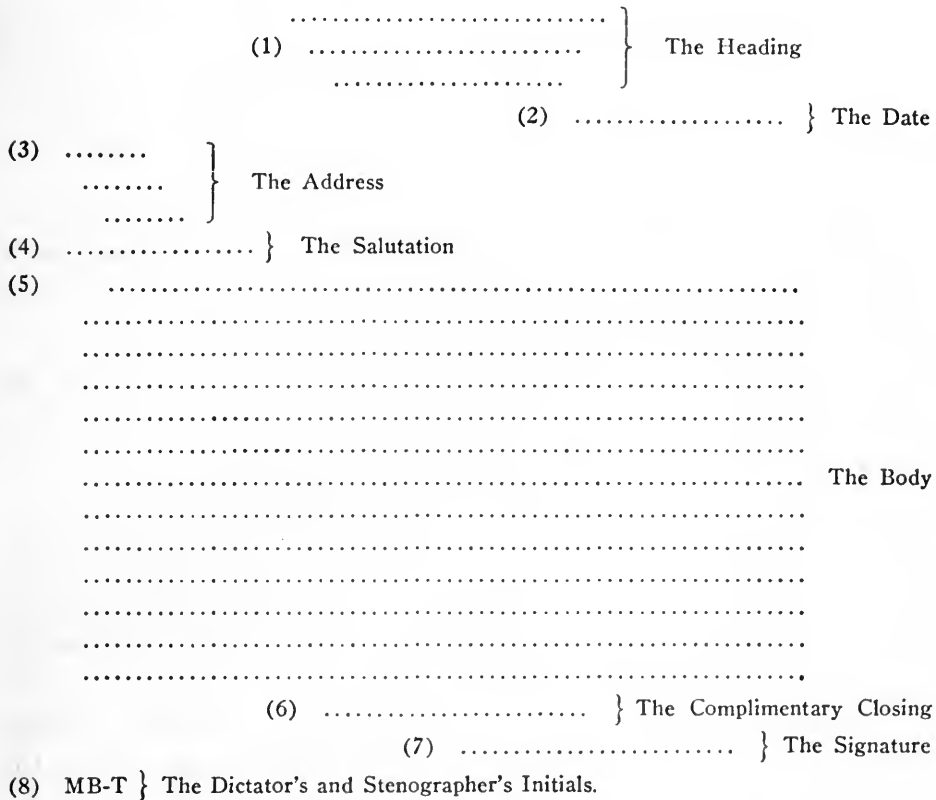 ..............................
(1) .......................... } The Heading
......................
(2) .................... } The Date
(3) ........
........ } The Address
........
(4) .................. } The Salutation
(5) ..................................................................
.....................................................................
.....................................................................
.....................................................................
.....................................................................
.....................................................................
..................................................................... The Body
.....................................................................
.....................................................................
.....................................................................
.....................................................................
.....................................................................
.....................................................................
(6) ......................... } The Complimentary Closing
(7) .......................... } The Signature
(8) MB-T } The Dictator's and Stenographer's Initials.